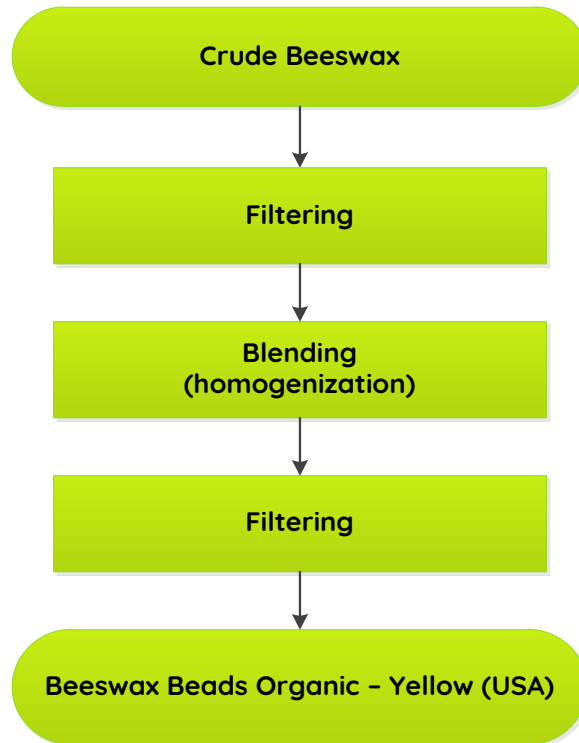 Crude Beeswax
Filtering
Blending
(homogenization)
Filtering
Beeswax Beads Organic – Yellow (USA)